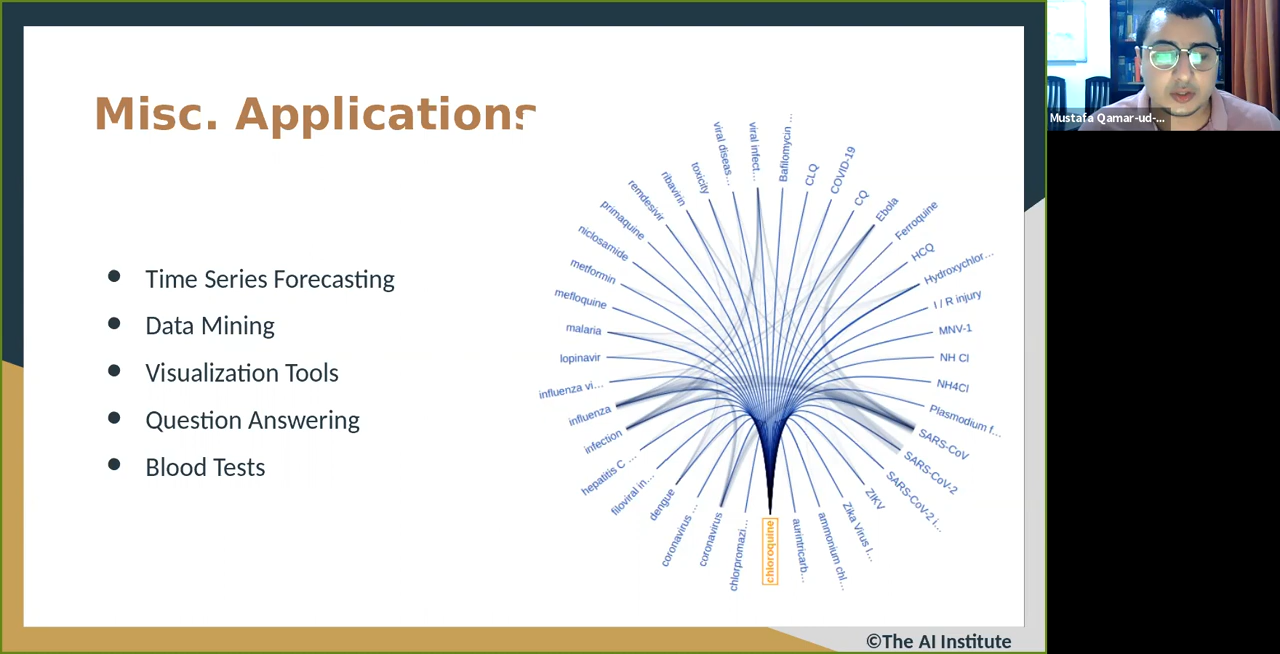 Misc. Applications
Mustafa Qamar-ud-...
Time Series Forecasting
Data Mining
Visualization Tools
Question Answering
Blood Tests
viral diseas...
viral infect...
Bafilomycin ...
CLQ
COVID-19
CQ
Ebola
Ferroquine
HCQ
Hydroxychlor...
I / R injury
MNV-1
NH Cl
NH4Cl
Plasmodium f...
SARS-CoV
SARS-CoV-2
SARS-CoV-2 i...
ZIKV
Zika Virus I...
ammonium chl...
aurintricarb...
chloroquine
chlorpromazi...
coronavirus
coronavirus ...
dengue
filoviral in...
hepatitis C ...
infection
influenza
influenza vi...
lopinavir
malaria
mefloquine
metformin
niclosamide
primaquine
remdesivir
ribavirin
toxicity
©The AI Institute